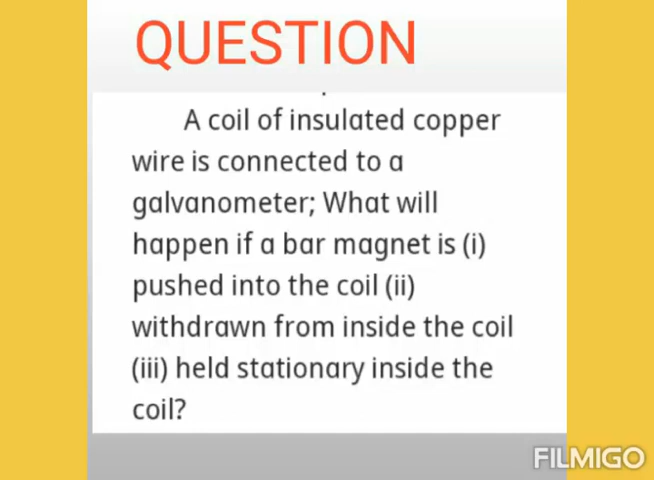 QUESTION
A coil of insulated copper
wire is connected to a
galvanometer; What will
happen if a bar magnet is (i)
pushed into the coil (ii)
withdrawn from inside the coil
(iii) held stationary inside the
coil?
FILMIGO